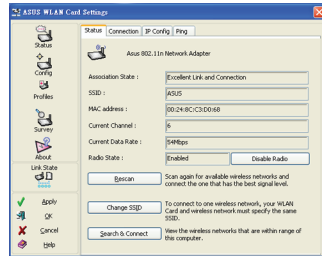 ASUS WLAN Card Settings
Status Connection IP Config Ping
Status
Config
Profiles
Survey
About
Link State
Apply
OK
Cancel
Help
Asus 802.11n Network Adapter
Association State : Excellent Link and Connection
SSID : ASUS
MAC address : 00:24:8C:C3:D0:68
Current Channel : 6
Current Data Rate : 54Mbps
Radio State : Enabled Disable Radio
Rescan
Scan again for available wireless networks and
connect the one that has the best signal level.
Change SSID
To connect to one wireless network, your WLAN
Card and wireless network must specify the same
SSID.
Search & Connect
View the wireless networks that are within range of
this computer.